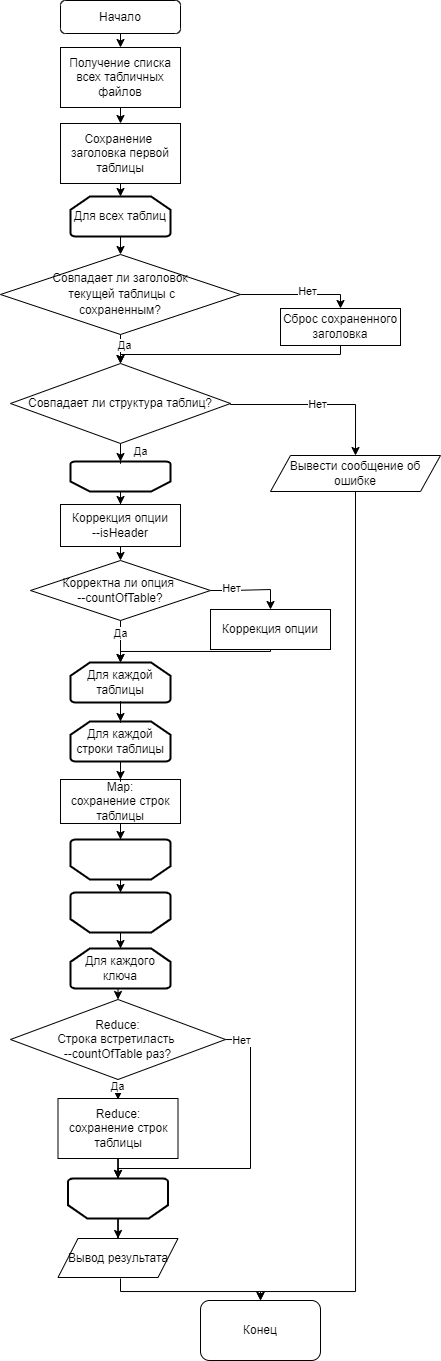 Начало
Получение списка
всех табличных
файлов
Сохранение
заголовка первой
таблицы
Для всех таблиц
Совпадает ли заголовок
текущей таблицы с
сохраненным?
Нет
Сброс сохраненного
заголовка
Да
Совпадает ли структура таблиц?
Нет
Да
Вывести сообщение об
ошибке
Коррекция опции
--isHeader
Корректна ли опция
--countOfTable?
Нет
Коррекция опции
Да
Для каждой
таблицы
Для каждой
строки таблицы
Map:
сохранение строк
таблицы
Для каждого
ключа
Reduce:
Строка встретиласть
--countOfTable раз?
Нет
Да
Reduce:
сохранение строк
таблицы
Вывод результата
Конец